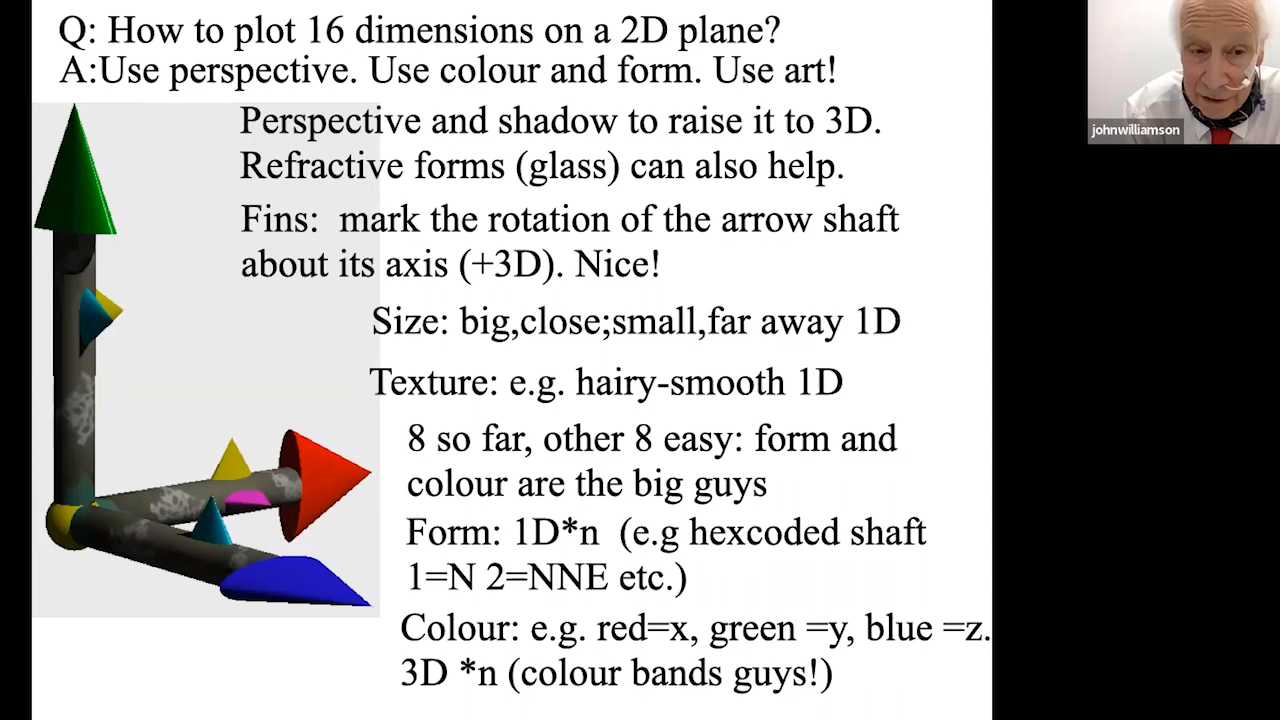 Q: How to plot 16 dimensions on a 2D plane?
A:Use perspective. Use colour and form. Use art!
Perspective and shadow to raise it to 3D.
Refractive forms (glass) can also help.
Fins: mark the rotation of the arrow shaft
about its axis (+3D). Nice!
Size: big,close;small,far away 1D
Texture: e.g. hairy-smooth 1D
8 so far, other 8 easy: form and
colour are the big guys
Form: 1D*n (e.g hexcoded shaft
1=N 2=NNE etc.)
Colour: e.g. red=x, green =y, blue =z.
3D *n (colour bands guys!)
johnwilliamson